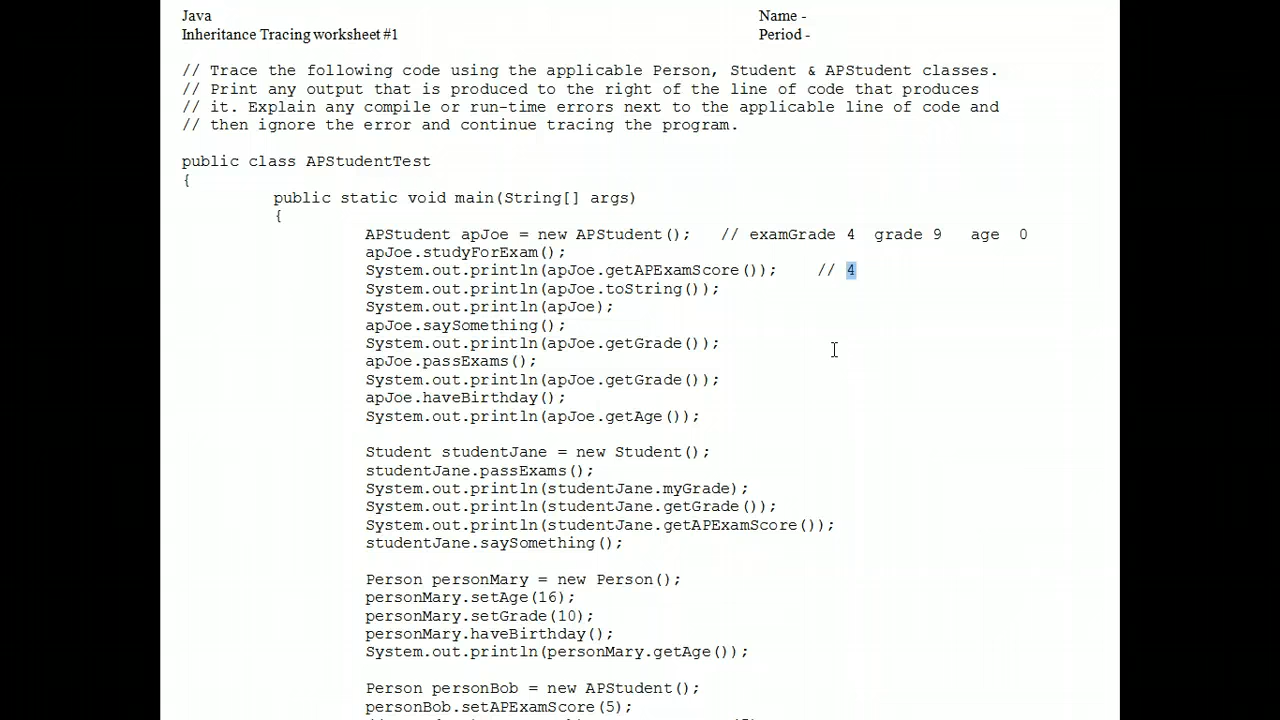 Java
Name -
Inheritance Tracing worksheet #1
Period -
// Trace the following code using the applicable Person, Student & APStudent classes.
// Print any output that is produced to the right of the line of code that produces
// it. Explain any compile or run-time errors next to the applicable line of code and
// then ignore the error and continue tracing the program.
public class APStudentTest
{
public static void main(String[] args)
{
APStudent apJoe = new APStudent(); // examGrade 4 grade 9 age 0
apJoe.studyForExam();
System.out.println(apJoe.getAPExamScore()); // 4
System.out.println(apJoe.toString());
System.out.println(apJoe);
apJoe.saySomething();
System.out.println(apJoe.getGrade());
apJoe.passExams();
System.out.println(apJoe.getGrade());
apJoe.haveBirthday();
System.out.println(apJoe.getAge());
Student studentJane = new Student();
studentJane.passExams();
System.out.println(studentJane.myGrade);
System.out.println(studentJane.getGrade());
System.out.println(studentJane.getAPExamScore());
studentJane.saySomething();
Person personMary = new Person();
personMary.setAge(16);
personMary.setGrade(10);
personMary.haveBirthday();
System.out.println(personMary.getAge());
Person personBob = new APStudent();
personBob.setAPExamScore(5);